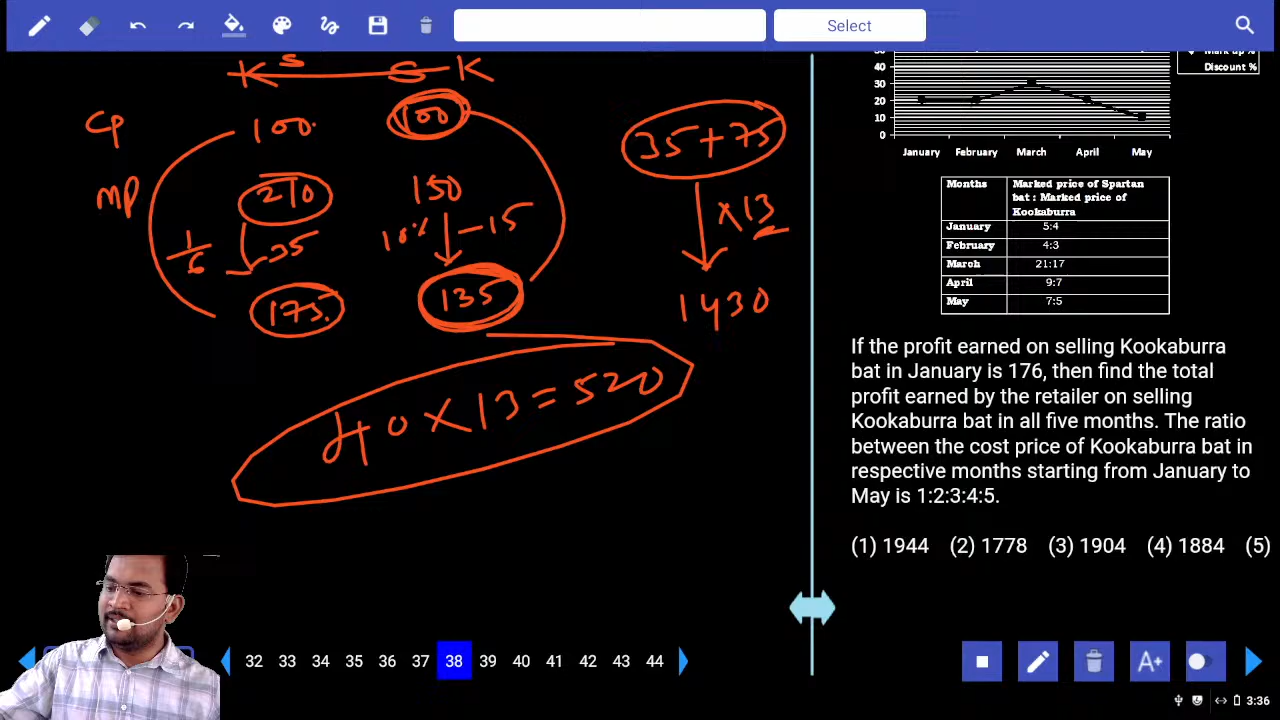 Select
K S S K
CP 100. 100 35 + 75
MP 210 150 × 13
1/6 -35 10% -15
175. 135 1430
40 × 13 = 520
50
40
30
20
10
0
January February March April May
Mark up %
Discount %
Months Marked price of Spartan bat : Marked price of Kookaburra
January 5:4
February 4:3
March 21:17
April 9:7
May 7:5
If the profit earned on selling Kookaburra
bat in January is 176, then find the total
profit earned by the retailer on selling
Kookaburra bat in all five months. The ratio
between the cost price of Kookaburra bat in
respective months starting from January to
May is 1:2:3:4:5.
(1) 1944 (2) 1778 (3) 1904 (4) 1884 (5)
32 33 34 35 36 37 38 39 40 41 42 43 44
A+
3:36